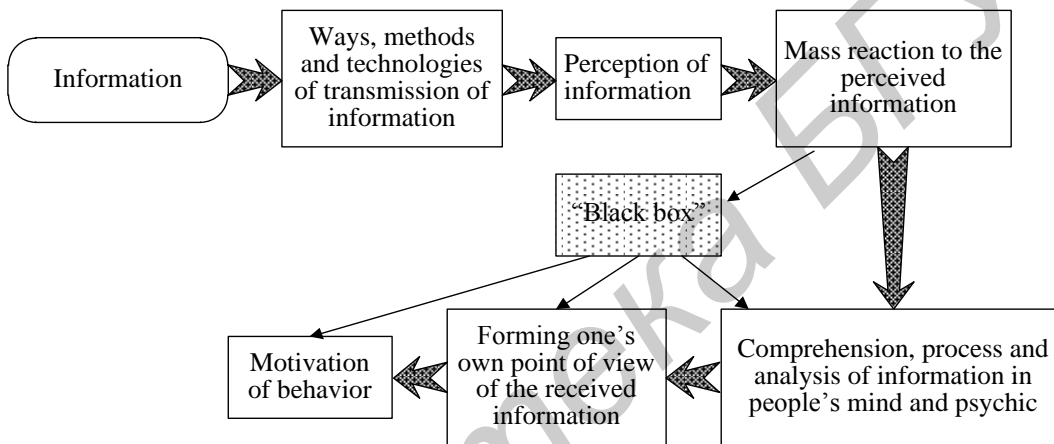 Information
Ways, methods
and technologies
of transmission of
information
Perception of
information
Mass reaction to the
perceived
information
“Black box”
Motivation
of behavior
Forming one’s
own point of view
of the received
information
Comprehension, process and
analysis of information in
people’s mind and psychic
тека БГУ